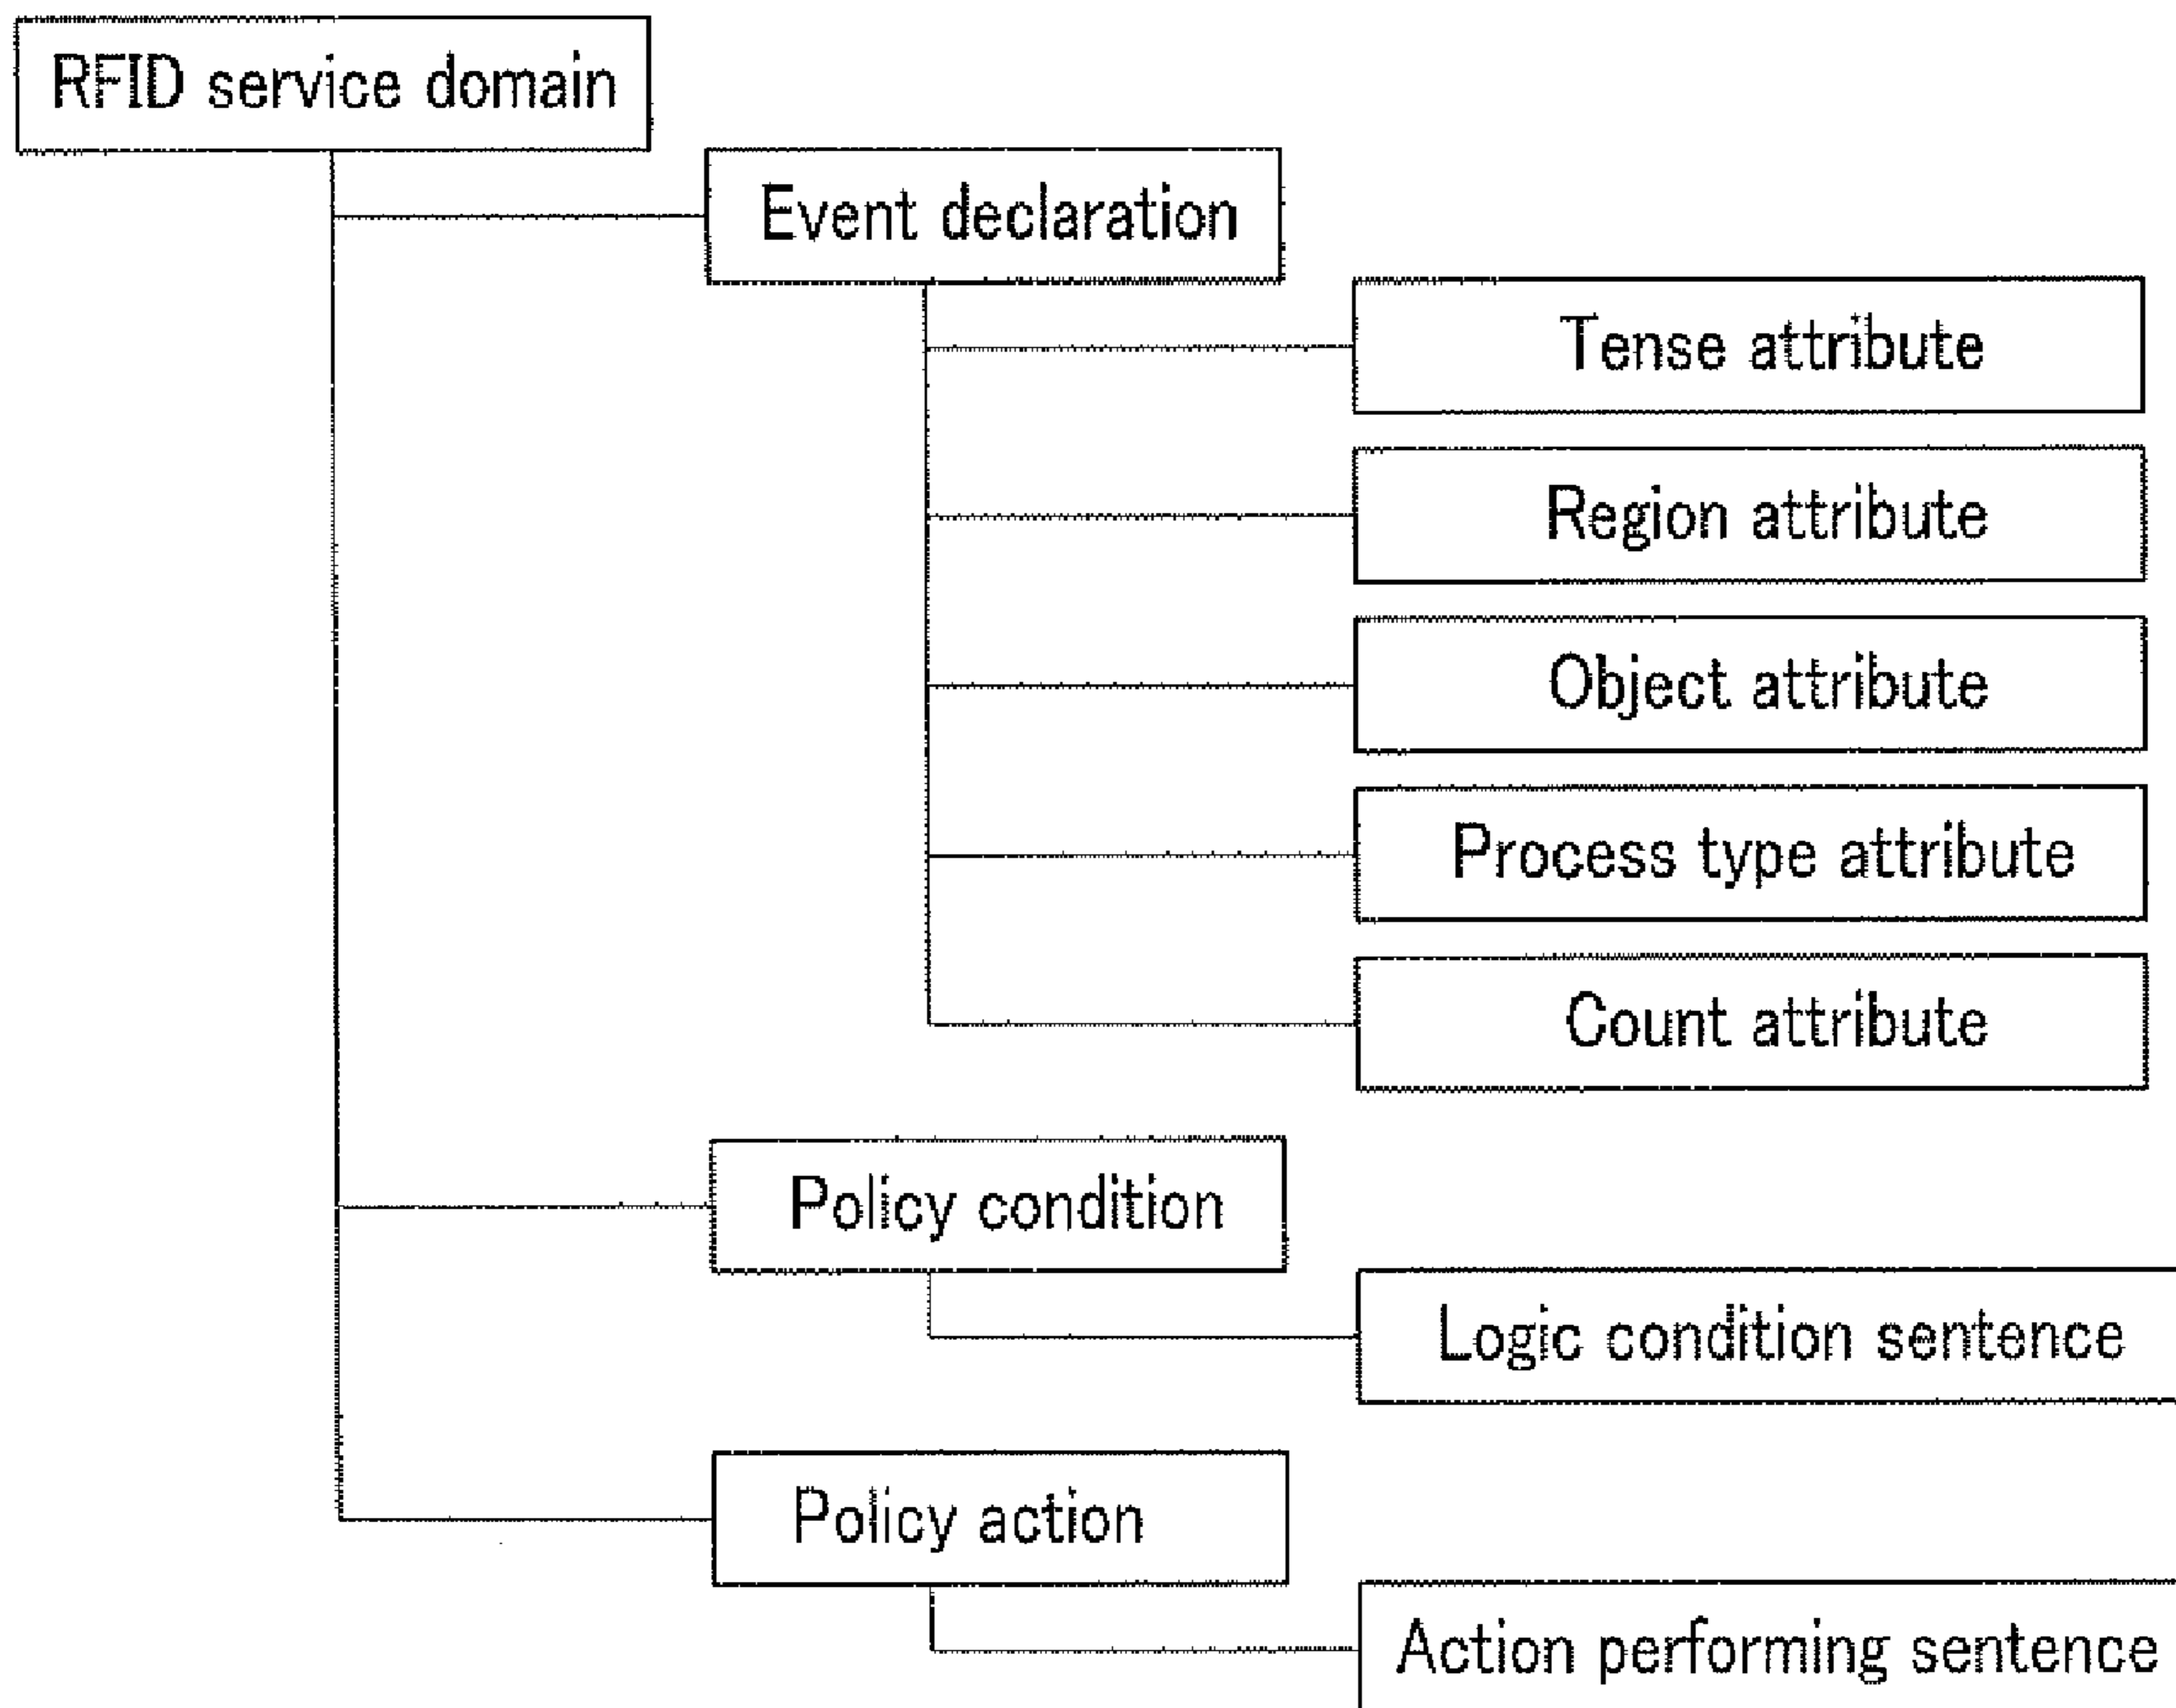 RFID service domain
Event declaration
Tense attribute
Region attribute
Object attribute
Process type attribute
Count attribute
Policy condition
Logic condition sentence
Policy action
Action performing sentence